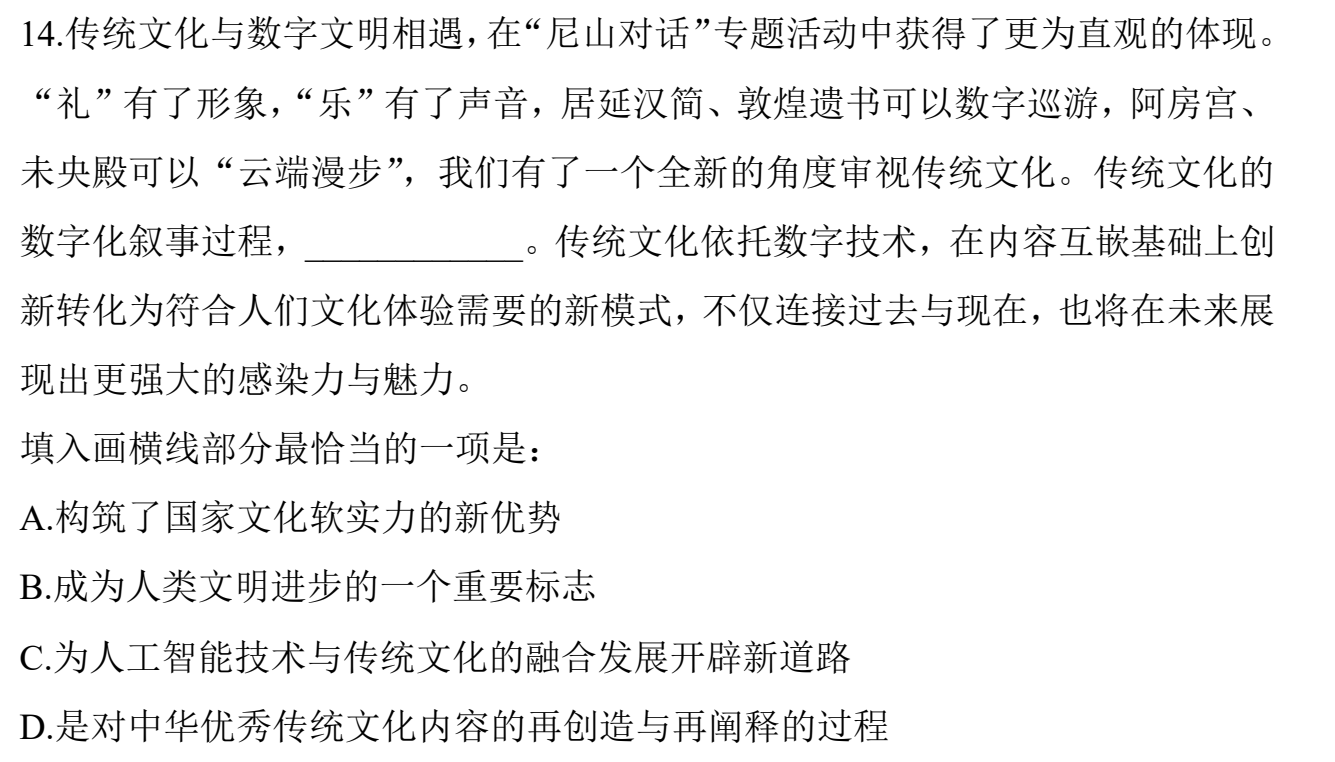 14.传统文化与数字文明相遇，在“尼山对话”专题活动中获得了更为直观的体现。
“礼”有了形象，“乐”有了声音，居延汉简、敦煌遗书可以数字巡游，阿房宫、
未央殿可以“云端漫步”，我们有了一个全新的角度审视传统文化。传统文化的
数字化叙事过程，____________。传统文化依托数字技术，在内容互嵌基础上创
新转化为符合人们文化体验需要的新模式，不仅连接过去与现在，也将在未来展
现出更强大的感染力与魅力。
填入画横线部分最恰当的一项是：
A.构筑了国家文化软实力的新优势
B.成为人类文明进步的一个重要标志
C.为人工智能技术与传统文化的融合发展开辟新道路
D.是对中华优秀传统文化内容的再创造与再阐释的过程